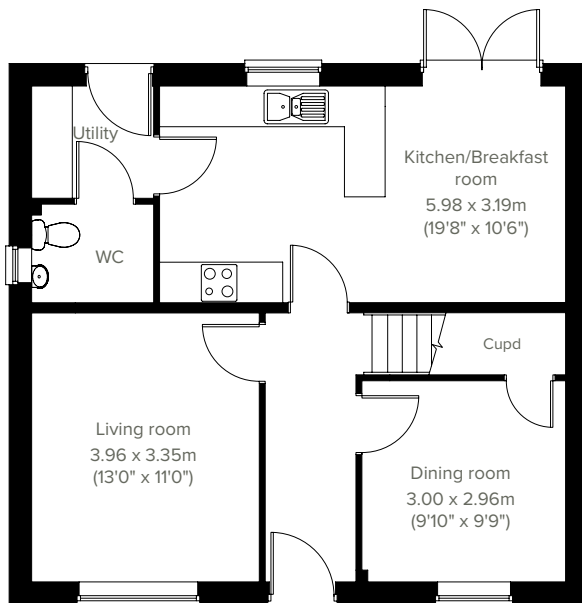 Utility
Kitchen/Breakfast
room
5.98 x 3.19m
(19'8" x 10'6")
WC
Cupd
Living room
3.96 x 3.35m
(13'0" x 11'0")
Dining room
3.00 x 2.96m
(9'10" x 9'9")